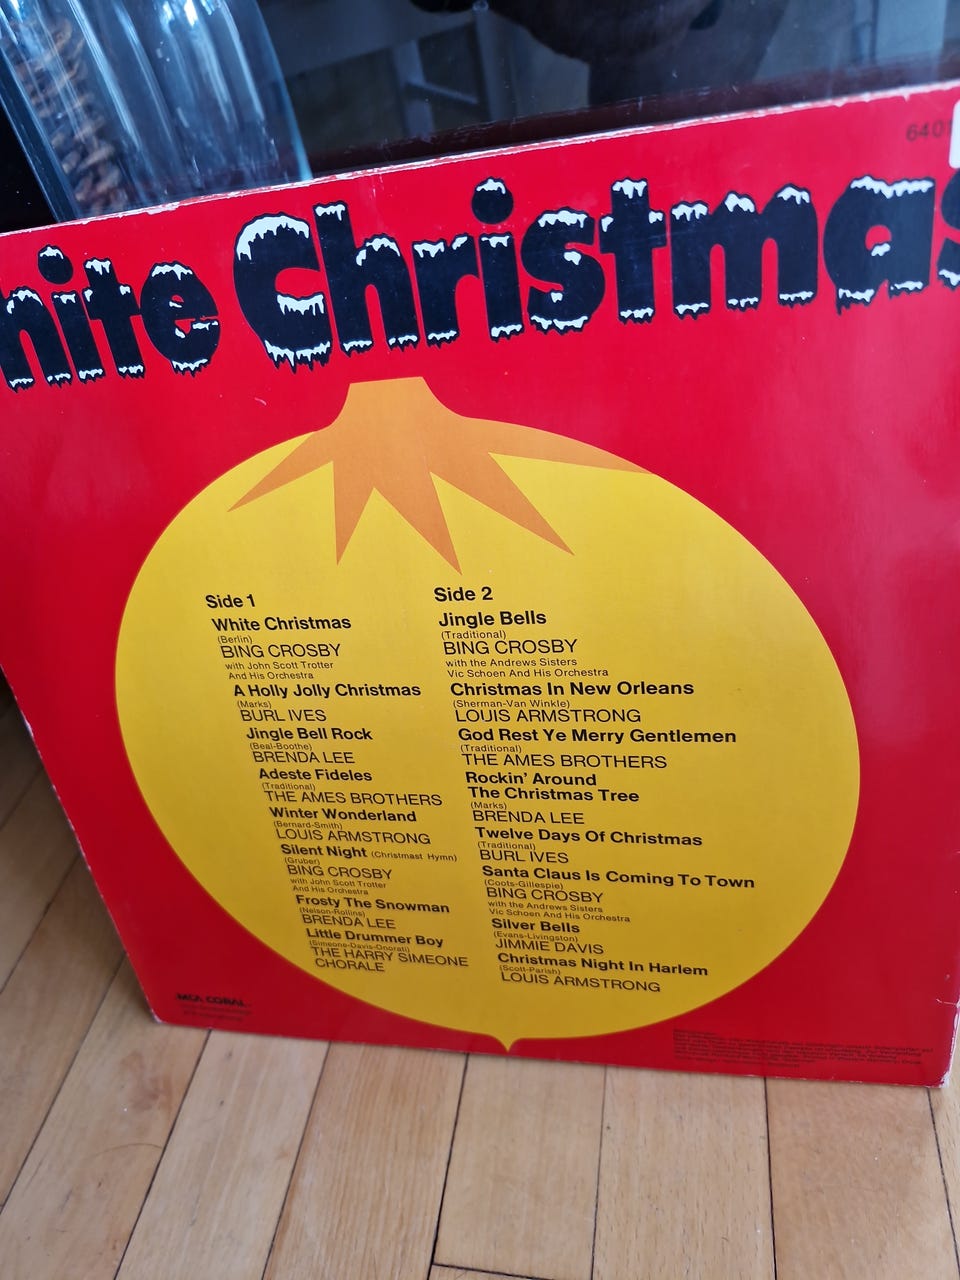 6401
White Christmas
Side 1
White Christmas
(Berlin)
BING CROSBY
with John Scott Trotter
And His Orchestra
A Holly Jolly Christmas
(Marks)
BURL IVES
Jingle Bell Rock
(Beal-Boothe)
BRENDA LEE
Adeste Fideles
(Traditional)
THE AMES BROTHERS
Winter Wonderland
(Bernard-Smith)
LOUIS ARMSTRONG
Silent Night (Christmast Hymn)
(Gruber)
BING CROSBY
with John Scott Trotter
And His Orchestra
Frosty The Snowman
(Nelson-Rollins)
BRENDA LEE
Little Drummer Boy
(Simeone-Davis-Onorati)
THE HARRY SIMEONE
CHORALE
Side 2
Jingle Bells
(Traditional)
BING CROSBY
with the Andrews Sisters
Vic Schoen And His Orchestra
Christmas In New Orleans
(Sherman-Van Winkle)
LOUIS ARMSTRONG
God Rest Ye Merry Gentlemen
(Traditional)
THE AMES BROTHERS
Rockin' Around
The Christmas Tree
(Marks)
BRENDA LEE
Twelve Days Of Christmas
(Traditional)
BURL IVES
Santa Claus Is Coming To Town
(Coots-Gillespie)
BING CROSBY
with the Andrews Sisters
Vic Schoen And His Orchestra
Silver Bells
(Evans-Livingston)
JIMMIE DAVIS
Christmas Night In Harlem
(Scott-Parish)
LOUIS ARMSTRONG
MCA CORAL